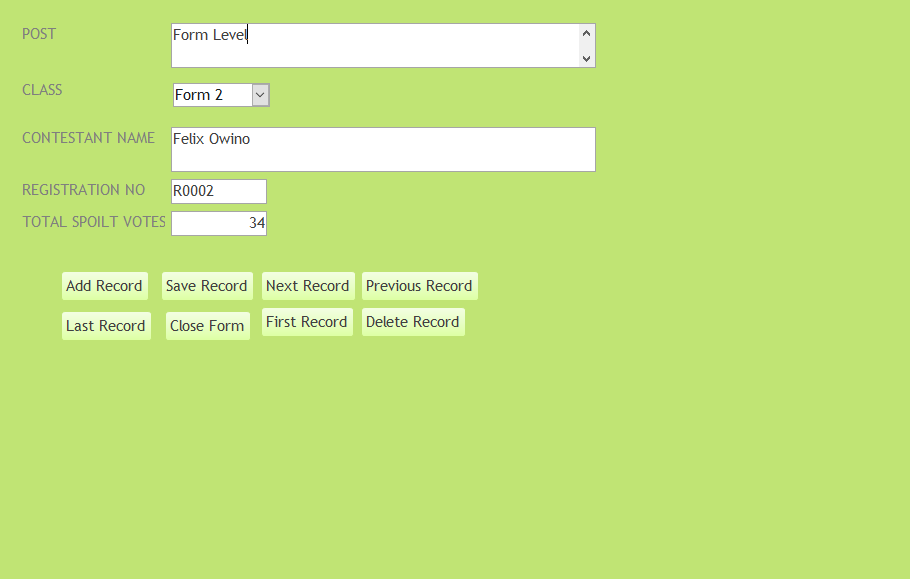 POST Form Level
CLASS Form 2
CONTESTANT NAME Felix Owino
REGISTRATION NO R0002
TOTAL SPOILT VOTES 34
Add Record Save Record Next Record Previous Record
Last Record Close Form First Record Delete Record